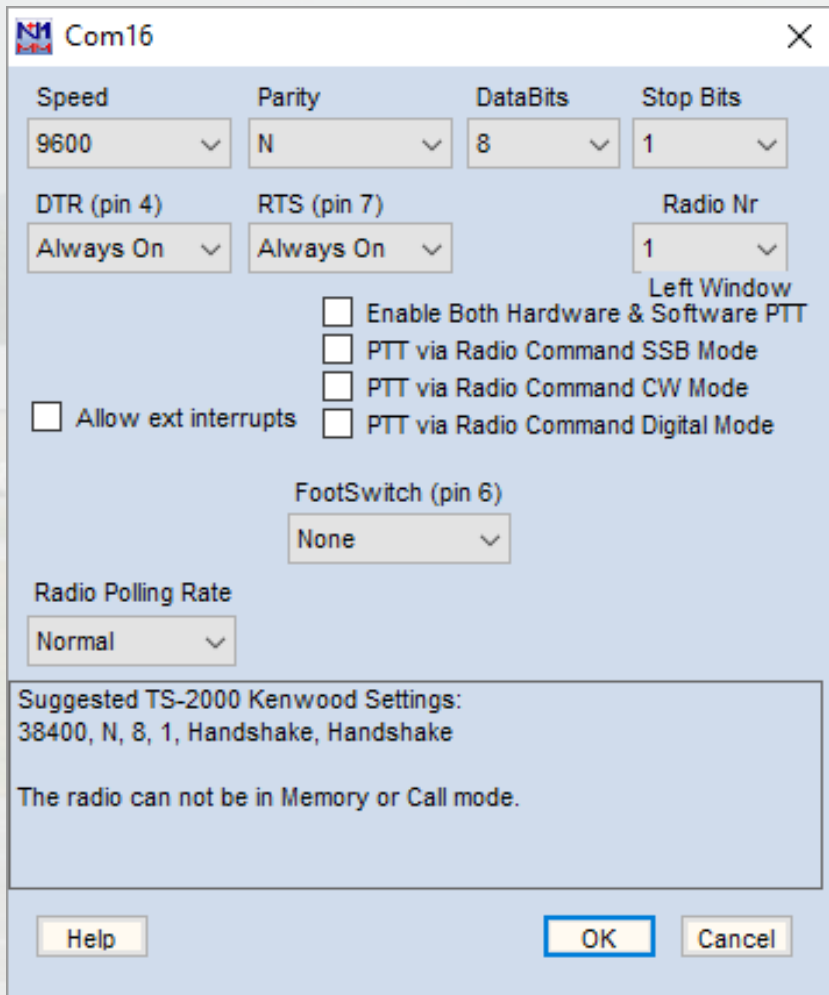 N1MM Com16
Speed Parity DataBits Stop Bits
9600 N 8 1
DTR (pin 4) RTS (pin 7) Radio Nr
Always On Always On 1
Left Window
Enable Both Hardware & Software PTT
PTT via Radio Command SSB Mode
PTT via Radio Command CW Mode
Allow ext interrupts PTT via Radio Command Digital Mode
FootSwitch (pin 6)
None
Radio Polling Rate
Normal
Suggested TS-2000 Kenwood Settings:
38400, N, 8, 1, Handshake, Handshake
The radio can not be in Memory or Call mode.
Help OK Cancel